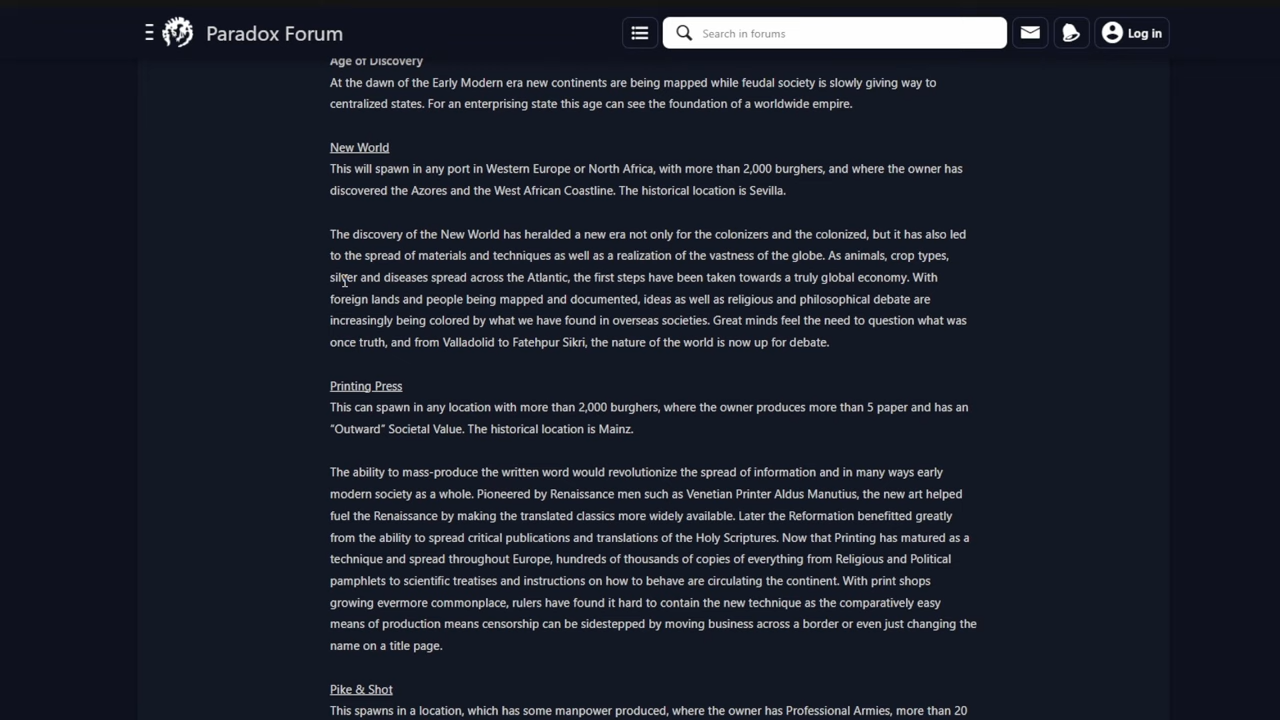 Paradox Forum
Search in forums
Log in
Age of Discovery
At the dawn of the Early Modern era new continents are being mapped while feudal society is slowly giving way to
centralized states. For an enterprising state this age can see the foundation of a worldwide empire.
New World
This will spawn in any port in Western Europe or North Africa, with more than 2,000 burghers, and where the owner has
discovered the Azores and the West African Coastline. The historical location is Sevilla.
The discovery of the New World has heralded a new era not only for the colonizers and the colonized, but it has also led
to the spread of materials and techniques as well as a realization of the vastness of the globe. As animals, crop types,
silver and diseases spread across the Atlantic, the first steps have been taken towards a truly global economy. With
foreign lands and people being mapped and documented, ideas as well as religious and philosophical debate are
increasingly being colored by what we have found in overseas societies. Great minds feel the need to question what was
once truth, and from Valladolid to Fatehpur Sikri, the nature of the world is now up for debate.
Printing Press
This can spawn in any location with more than 2,000 burghers, where the owner produces more than 5 paper and has an
“Outward” Societal Value. The historical location is Mainz.
The ability to mass-produce the written word would revolutionize the spread of information and in many ways early
modern society as a whole. Pioneered by Renaissance men such as Venetian Printer Aldus Manutius, the new art helped
fuel the Renaissance by making the translated classics more widely available. Later the Reformation benefitted greatly
from the ability to spread critical publications and translations of the Holy Scriptures. Now that Printing has matured as a
technique and spread throughout Europe, hundreds of thousands of copies of everything from Religious and Political
pamphlets to scientific treatises and instructions on how to behave are circulating the continent. With print shops
growing evermore commonplace, rulers have found it hard to contain the new technique as the comparatively easy
means of production means censorship can be sidestepped by moving business across a border or even just changing the
name on a title page.
Pike & Shot
This spawns in a location, which has some manpower produced, where the owner has Professional Armies, more than 20